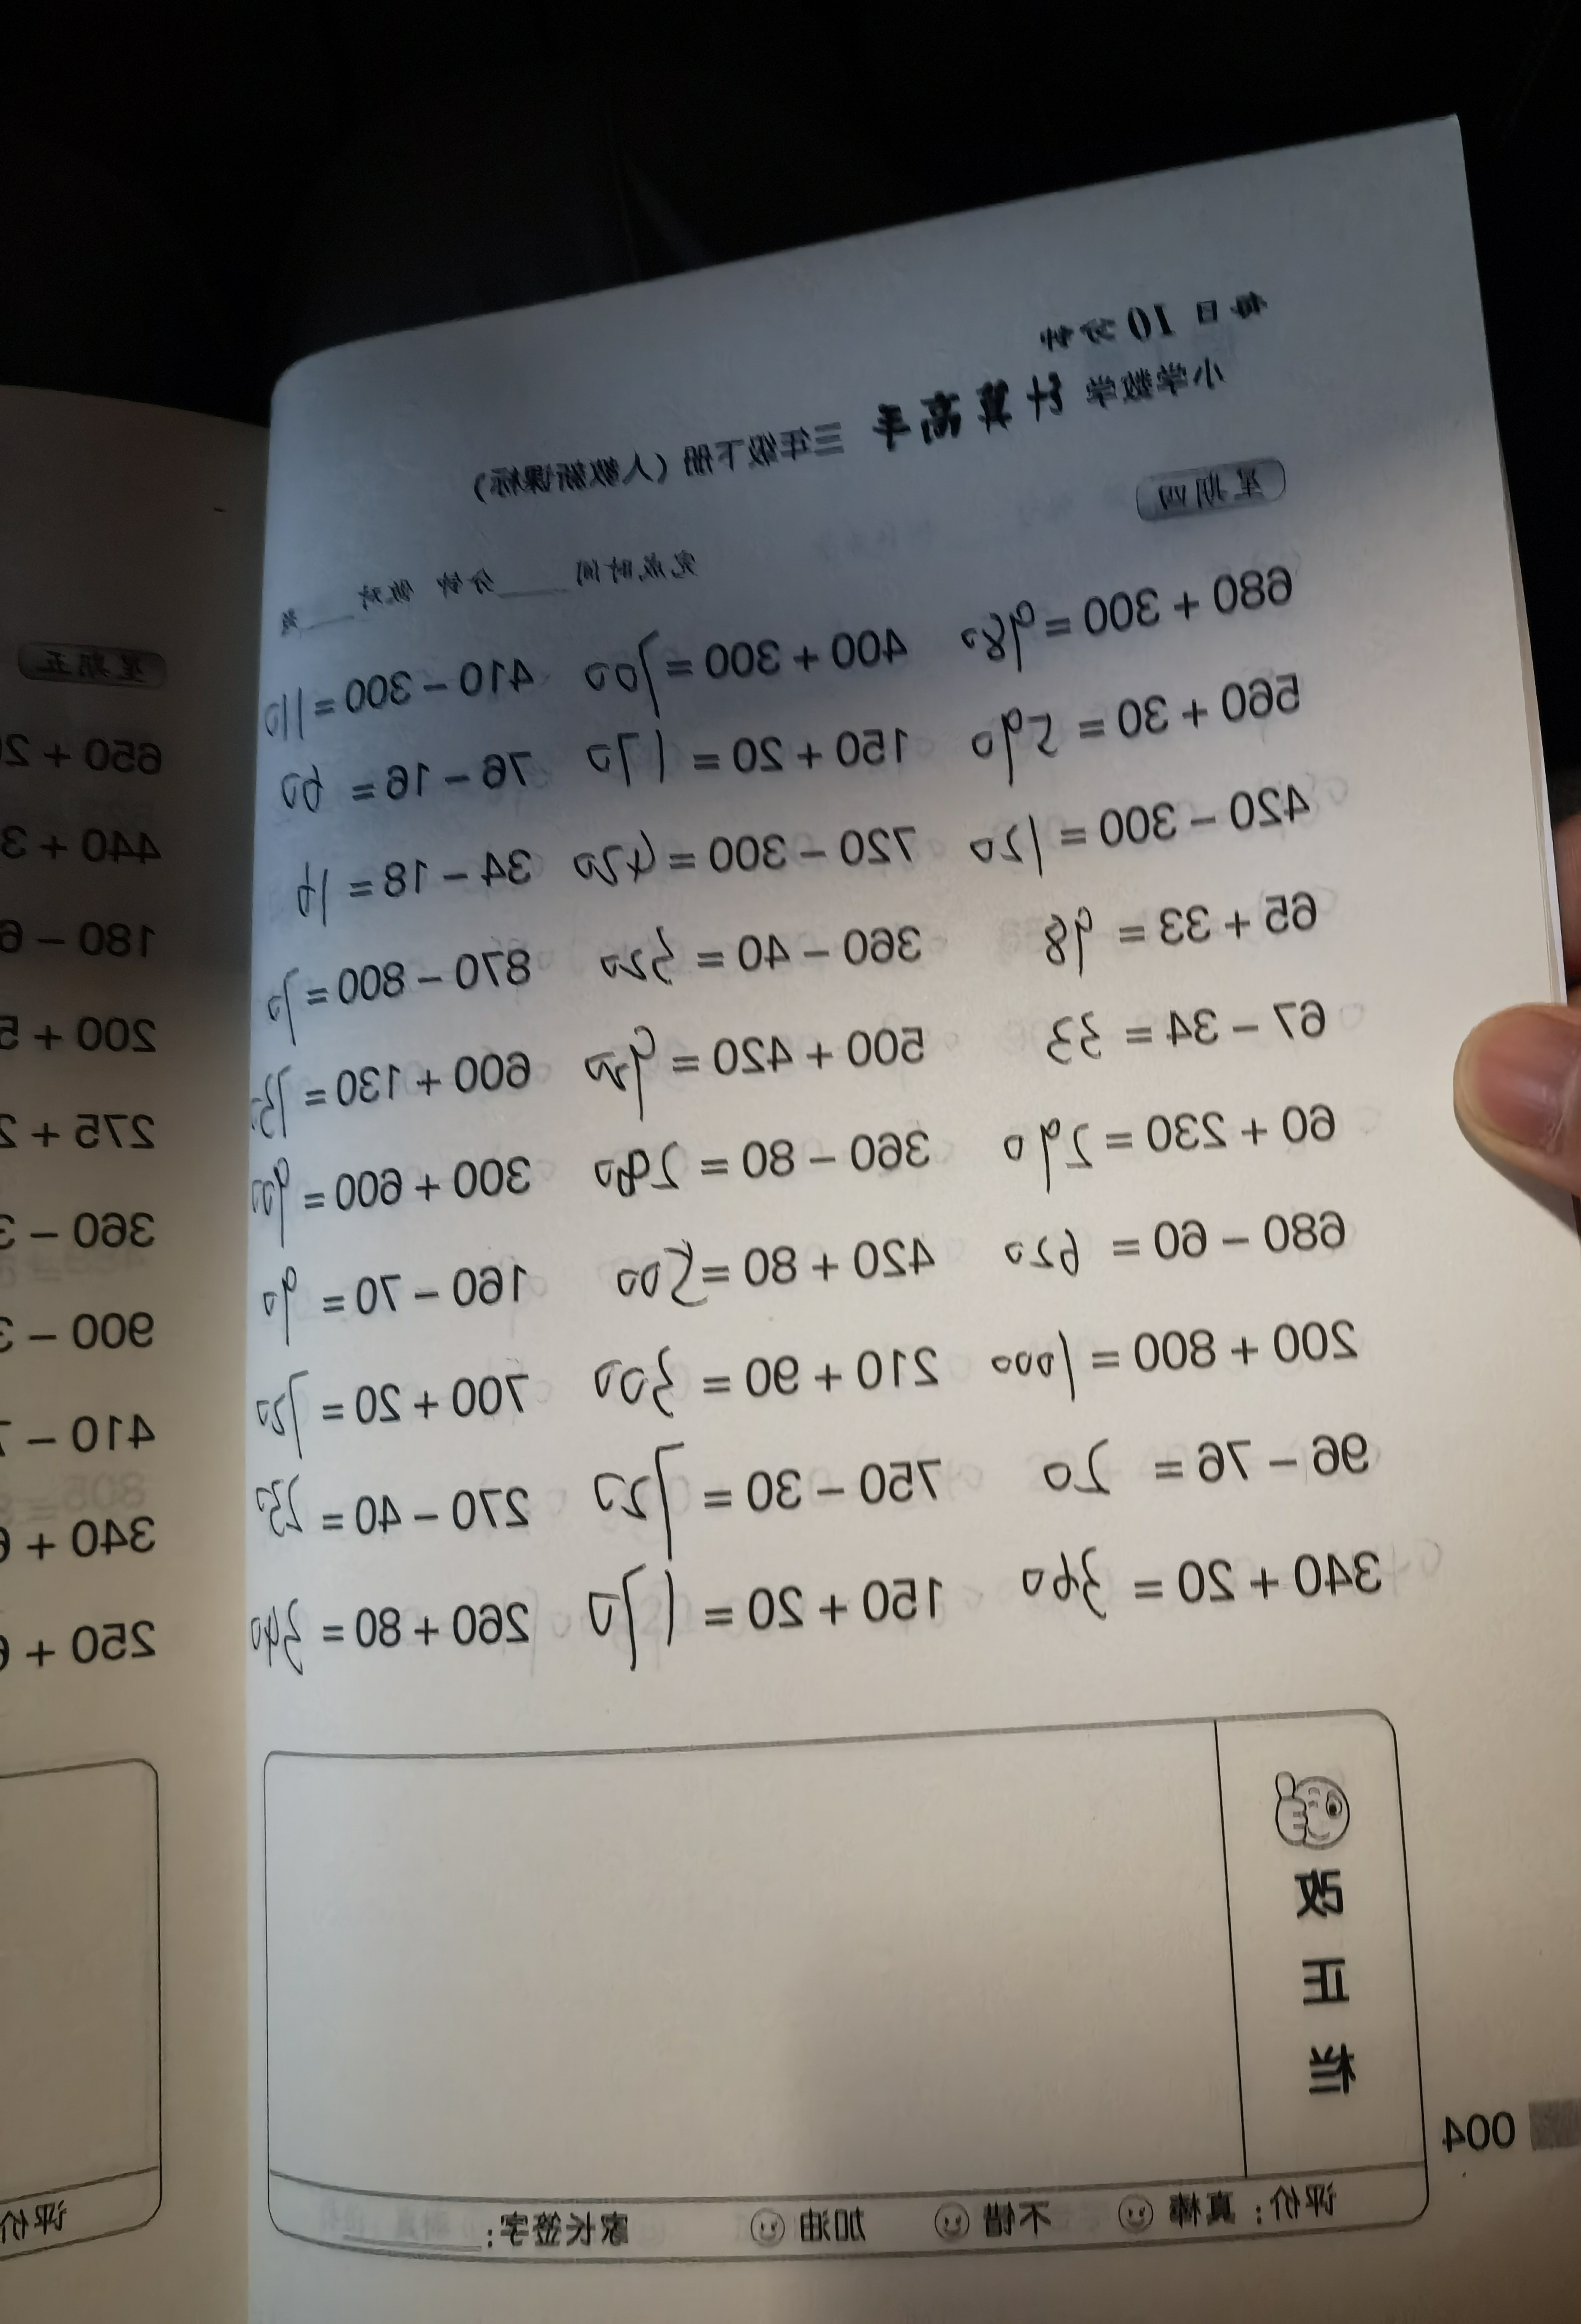 每日 10 分钟
小学数学 计算高手 三年级下册（人教新课标）
星期四
完成时间____分钟 做对____题
680 + 300 = 980 400 + 300 = 700 410 - 300 = 110
560 + 30 = 590 150 + 20 = 170 76 - 16 = 60
420 - 300 = 120 720 - 300 = 420 34 - 18 = 16
65 + 33 = 98 360 - 40 = 320 870 - 800 = 70
67 - 34 = 33 500 + 420 = 920 600 + 130 = 730
60 + 230 = 290 360 - 80 = 280 300 + 600 = 900
680 - 60 = 620 420 + 80 = 500 160 - 70 = 90
200 + 800 = 1000 210 + 90 = 300 700 + 20 = 720
96 - 76 = 20 750 - 30 = 720 270 - 40 = 230
340 + 20 = 360 150 + 20 = 170 260 + 80 = 340
改正栏
评价： 真棒 不错 加油 家长签字：________
004
星期五
650 + 2
440 + 3
180 - 6
200 + 5
275 + 2
360 - 3
900 - 3
410 - 7
340 + 6
250 + 6
评价